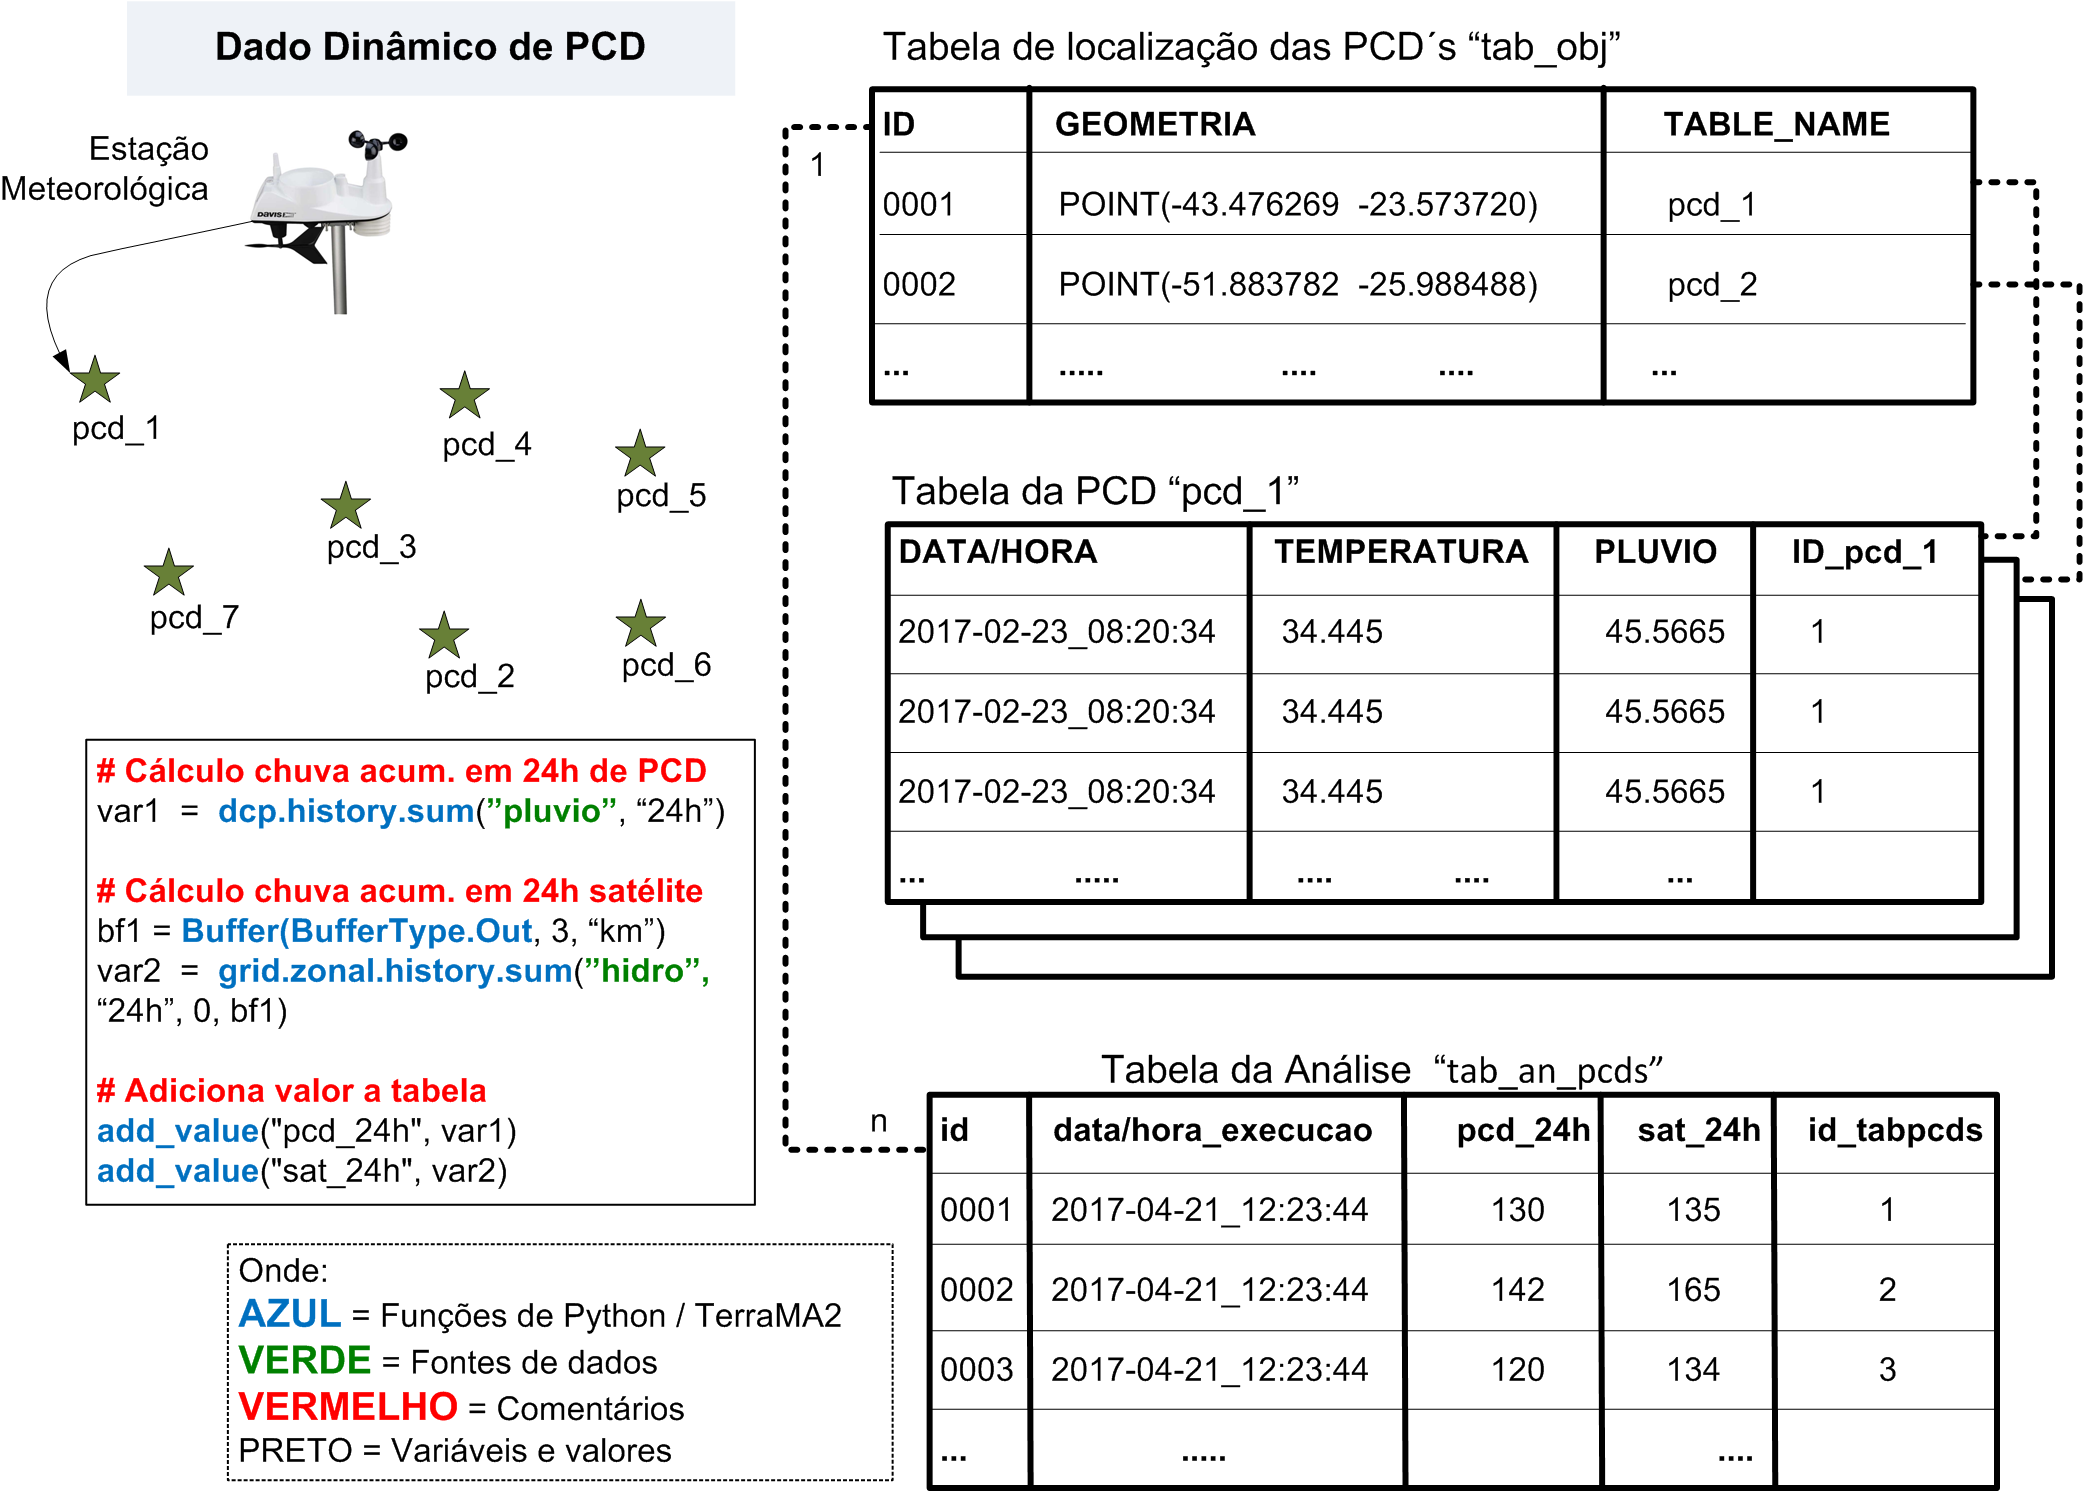 Dado Dinâmico de PCD
Estação
Meteorológica
DAVIS
pcd_1
pcd_4
pcd_5
pcd_3
pcd_7
pcd_2
pcd_6
# Cálculo chuva acum. em 24h de PCD
var1 = dcp.history.sum(”pluvio”, “24h”)
# Cálculo chuva acum. em 24h satélite
bf1 = Buffer(BufferType.Out, 3, “km”)
var2 = grid.zonal.history.sum(”hidro”,
“24h”, 0, bf1)
# Adiciona valor a tabela
add_value("pcd_24h", var1)
add_value("sat_24h", var2)
Onde:
AZUL = Funções de Python / TerraMA2
VERDE = Fontes de dados
VERMELHO = Comentários
PRETO = Variáveis e valores
Tabela de localização das PCD´s “tab_obj”
1
ID GEOMETRIA TABLE_NAME
0001 POINT(-43.476269 -23.573720) pcd_1
0002 POINT(-51.883782 -25.988488) pcd_2
... ..... .... .... ...
Tabela da PCD “pcd_1”
DATA/HORA TEMPERATURA PLUVIO ID_pcd_1
2017-02-23_08:20:34 34.445 45.5665 1
2017-02-23_08:20:34 34.445 45.5665 1
2017-02-23_08:20:34 34.445 45.5665 1
... ..... .... .... ...
Tabela da Análise “tab_an_pcds”
n
id data/hora_execucao pcd_24h sat_24h id_tabpcds
0001 2017-04-21_12:23:44 130 135 1
0002 2017-04-21_12:23:44 142 165 2
0003 2017-04-21_12:23:44 120 134 3
... ..... ....